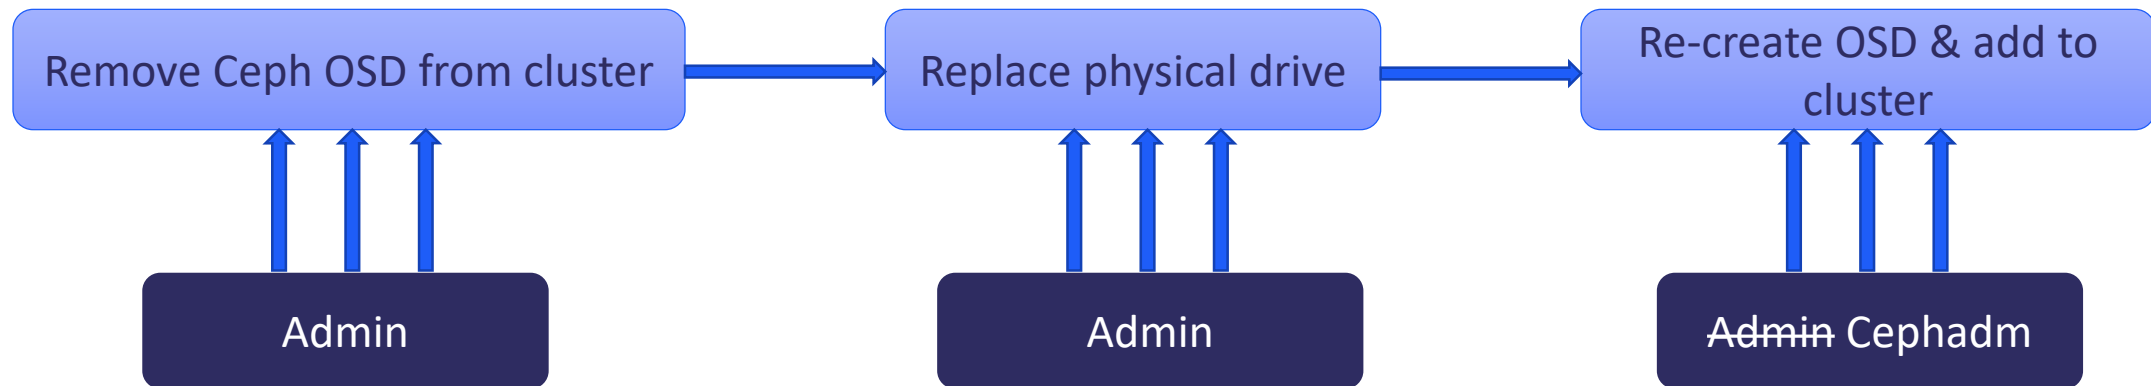 Remove Ceph OSD from cluster
Replace physical drive
Re-create OSD & add to
cluster
Admin
Admin
Admin Cephadm